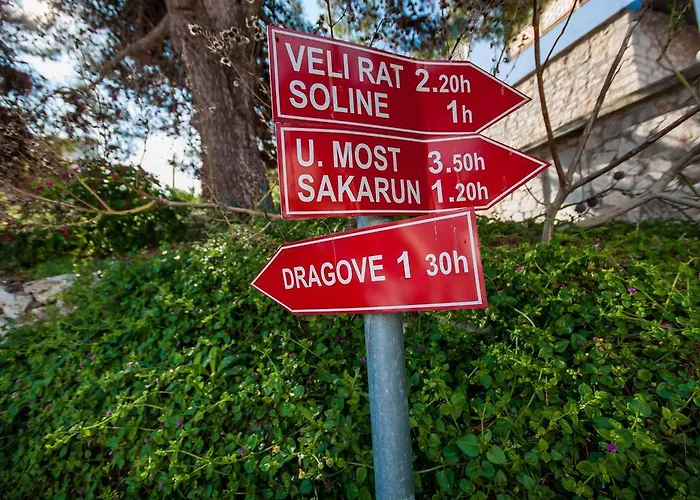 VELI RAT 2.20h
SOLINE 1h
U. MOST 3.50h
SAKARUN 1.20h
DRAGOVE 1 30h